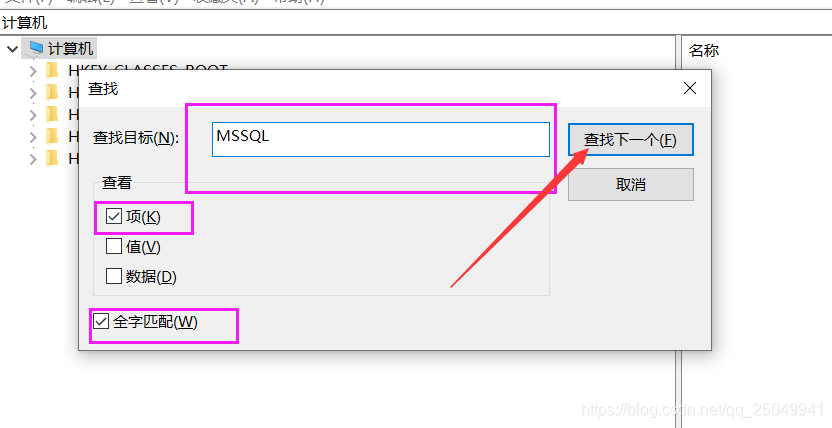 计算机
计算机
名称
HKEY_CLASSES_ROOT
H
H
H
H
查找
查找目标(N):
MSSQL
查找下一个(F)
取消
查看
项(K)
值(V)
数据(D)
全字匹配(W)
https://blog.csdn.net/qq_25049941